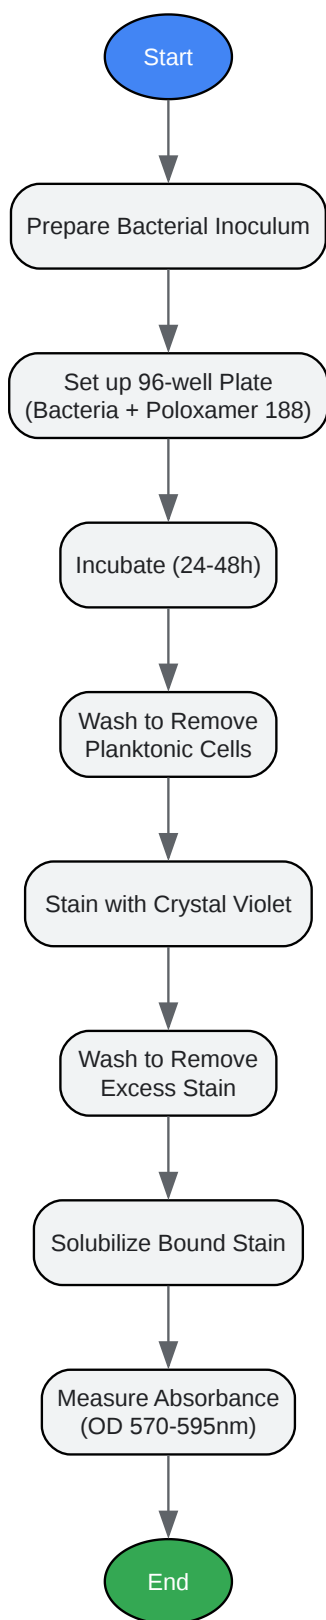 Start
Prepare Bacterial Inoculum
Set up 96-well Plate
(Bacteria + Poloxamer 188)
Incubate (24-48h)
Wash to Remove
Planktonic Cells
Stain with Crystal Violet
Wash to Remove
Excess Stain
Solubilize Bound Stain
Measure Absorbance
(OD 570-595nm)
End